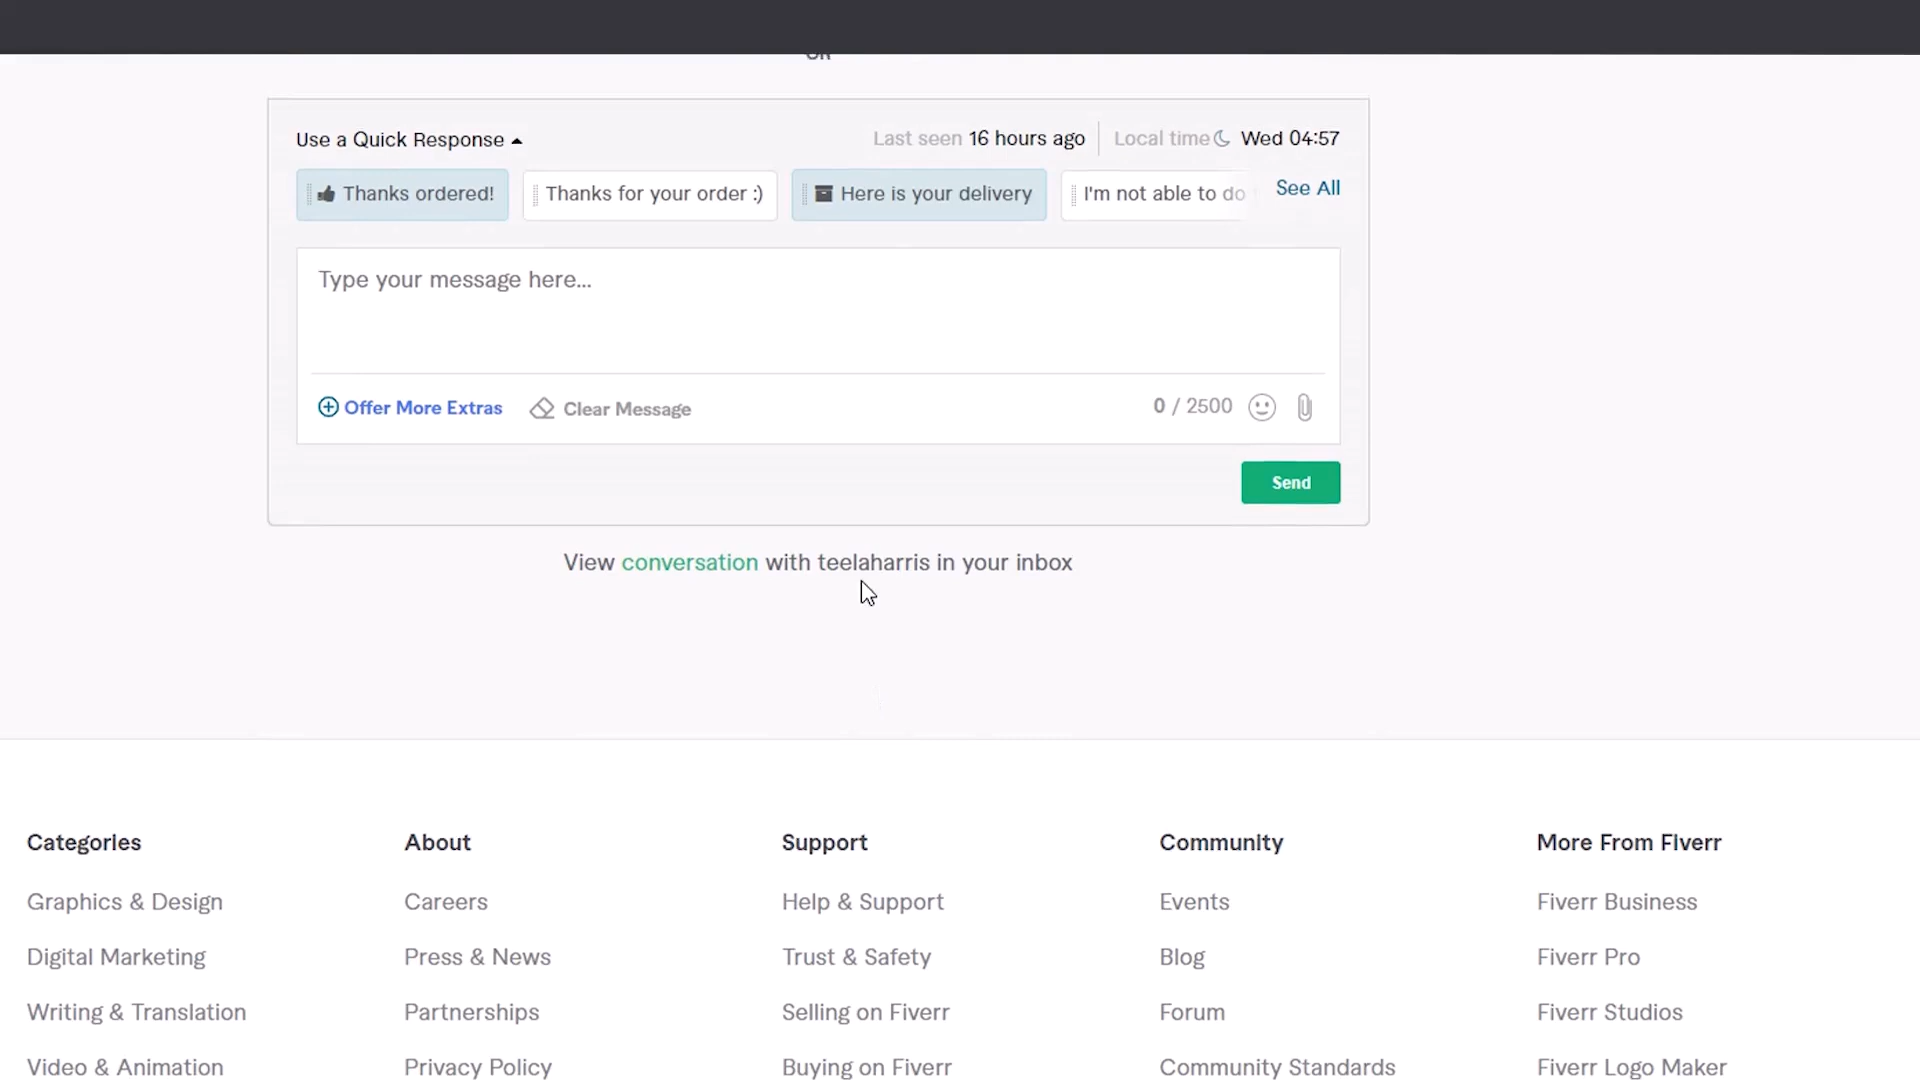 OR
Use a Quick Response
Last seen 16 hours ago
Local time Wed 04:57
Thanks ordered!
Thanks for your order :)
Here is your delivery
I'm not able to do
See All
Type your message here...
Offer More Extras
Clear Message
0 / 2500
Send
View conversation with teelaharris in your inbox
Categories
About
Support
Community
More From Fiverr
Graphics & Design
Careers
Help & Support
Events
Fiverr Business
Digital Marketing
Press & News
Trust & Safety
Blog
Fiverr Pro
Writing & Translation
Partnerships
Selling on Fiverr
Forum
Fiverr Studios
Video & Animation
Privacy Policy
Buying on Fiverr
Community Standards
Fiverr Logo Maker